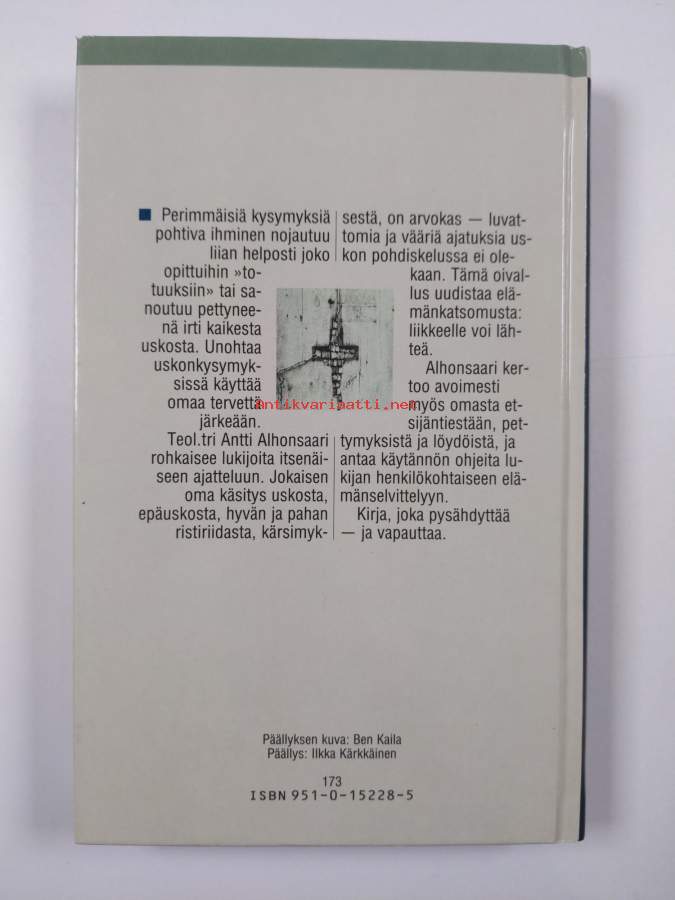 ■ Perimmäisiä kysymyksiä
pohtiva ihminen nojautuu
liian helposti joko
opittuihin »to-
tuuksiin» tai sa-
noutuu pettynee-
nä irti kaikesta
uskosta. Unohtaa
uskonkysymyk-
sissä käyttää
omaa tervettä
järkeään.
Teol.tri Antti Alhonsaari
rohkaisee lukijoita itsenäi-
seen ajatteluun. Jokaisen
oma käsitys uskosta,
epäuskosta, hyvän ja pahan
ristiriidasta, kärsimyk-
sestä, on arvokas — luvat-
tomia ja vääriä ajatuksia us-
kon pohdiskelussa ei ole-
kaan. Tämä oival-
lus uudistaa elä-
mänkatsomusta:
liikkeelle voi läh-
teä.
Alhonsaari ker-
too avoimesti
myös omasta et-
sijäntiestään, pet-
tymyksistä ja löydöistä, ja
antaa käytännön ohjeita lu-
kijan henkilökohtaiseen elä-
mänselvittelyyn.
Kirja, joka pysähdyttää
— ja vapauttaa.
Antikvariaatti.net
Päällyksen kuva: Ben Kaila
Päällys: Ilkka Kärkkäinen
173
ISBN 951-0-15228-5